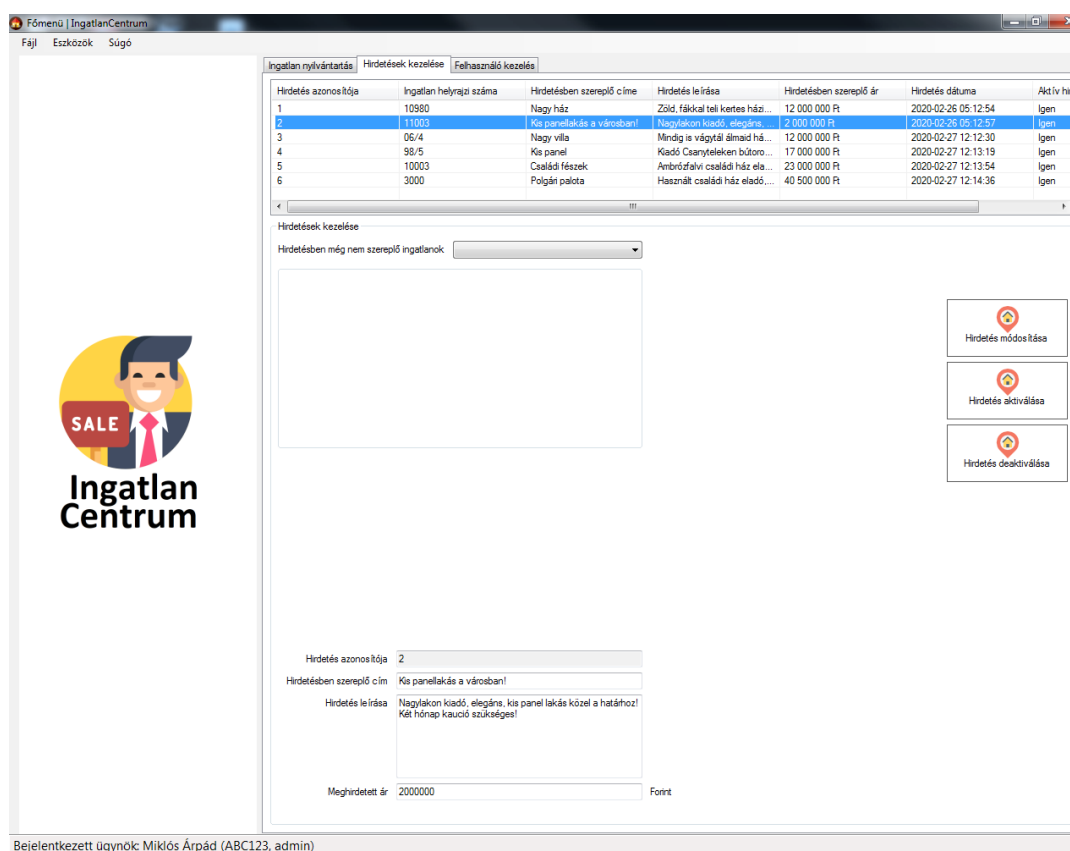 Főmenü | IngatlanCentrum
Fájl Eszközök Súgó
Ingatlan nyilvántartás Hirdetések kezelése Felhasználó kezelés
Hirdetés azonosítója Ingatlan helyrajzi száma Hirdetésben szereplő címe Hirdetés leírása Hirdetésben szereplő ár Hirdetés dátuma Aktív hi
1 10980 Nagy ház Zöld, fákkal teli kertes házi... 12 000 000 Ft 2020-02-26 05:12:54 Igen
2 11003 Kis panellakás a városban! Nagylakon kiadó, elegáns, ... 2 000 000 Ft 2020-02-26 05:12:57 Igen
3 06/4 Nagy villa Mindig is vágytál álmaid há... 12 000 000 Ft 2020-02-27 12:12:30 Igen
4 98/5 Kis panel Kiadó Csanyteleken bútoro... 17 000 000 Ft 2020-02-27 12:13:19 Igen
5 10003 Családi fészek Ambrózfalvi családi ház ela... 23 000 000 Ft 2020-02-27 12:13:54 Igen
6 3000 Polgári palota Használt családi ház eladó,... 40 500 000 Ft 2020-02-27 12:14:36 Igen
Hirdetések kezelése
Hirdetésben még nem szereplő ingatlanok
Hirdetés módosítása
Hirdetés aktiválása
Hirdetés deaktiválása
SALE
Ingatlan
Centrum
Hirdetés azonosítója 2
Hirdetésben szereplő cím Kis panellakás a városban!
Hirdetés leírása Nagylakon kiadó, elegáns, kis panel lakás közel a határhoz!
Két hónap kaució szükséges!
Meghirdetett ár 2000000 Forint
Bejelentkezett ügynök: Miklós Árpád (ABC123, admin)